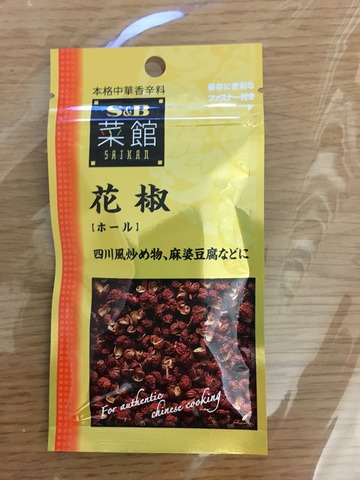 本格中華香辛料
保存に便利な
ファスナー付き
S&B
菜館
SAIKAN
花椒
【ホール】
四川風炒め物、麻婆豆腐などに
For authentic
chinese cooking